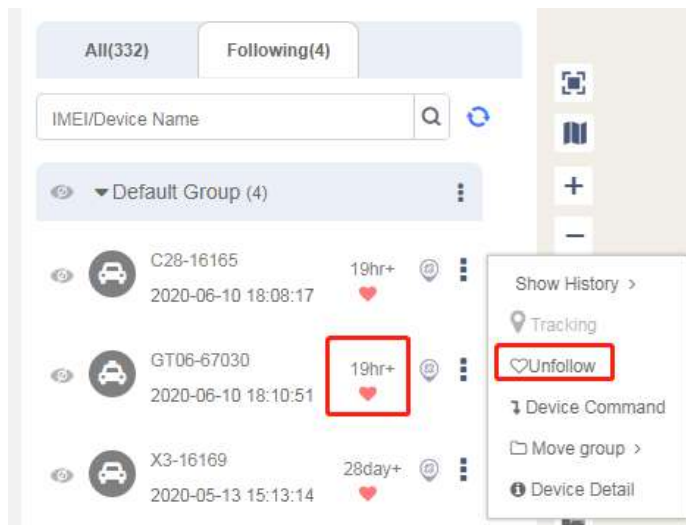 All(332)
Following(4)
IMEI/Device Name
Default Group (4)
C28-16165
19hr+
2020-06-10 18:08:17
GT06-67030
19hr+
2020-06-10 18:10:51
X3-16169
28day+
2020-05-13 15:13:14
Show History >
Tracking
Unfollow
Device Command
Move group >
Device Detail